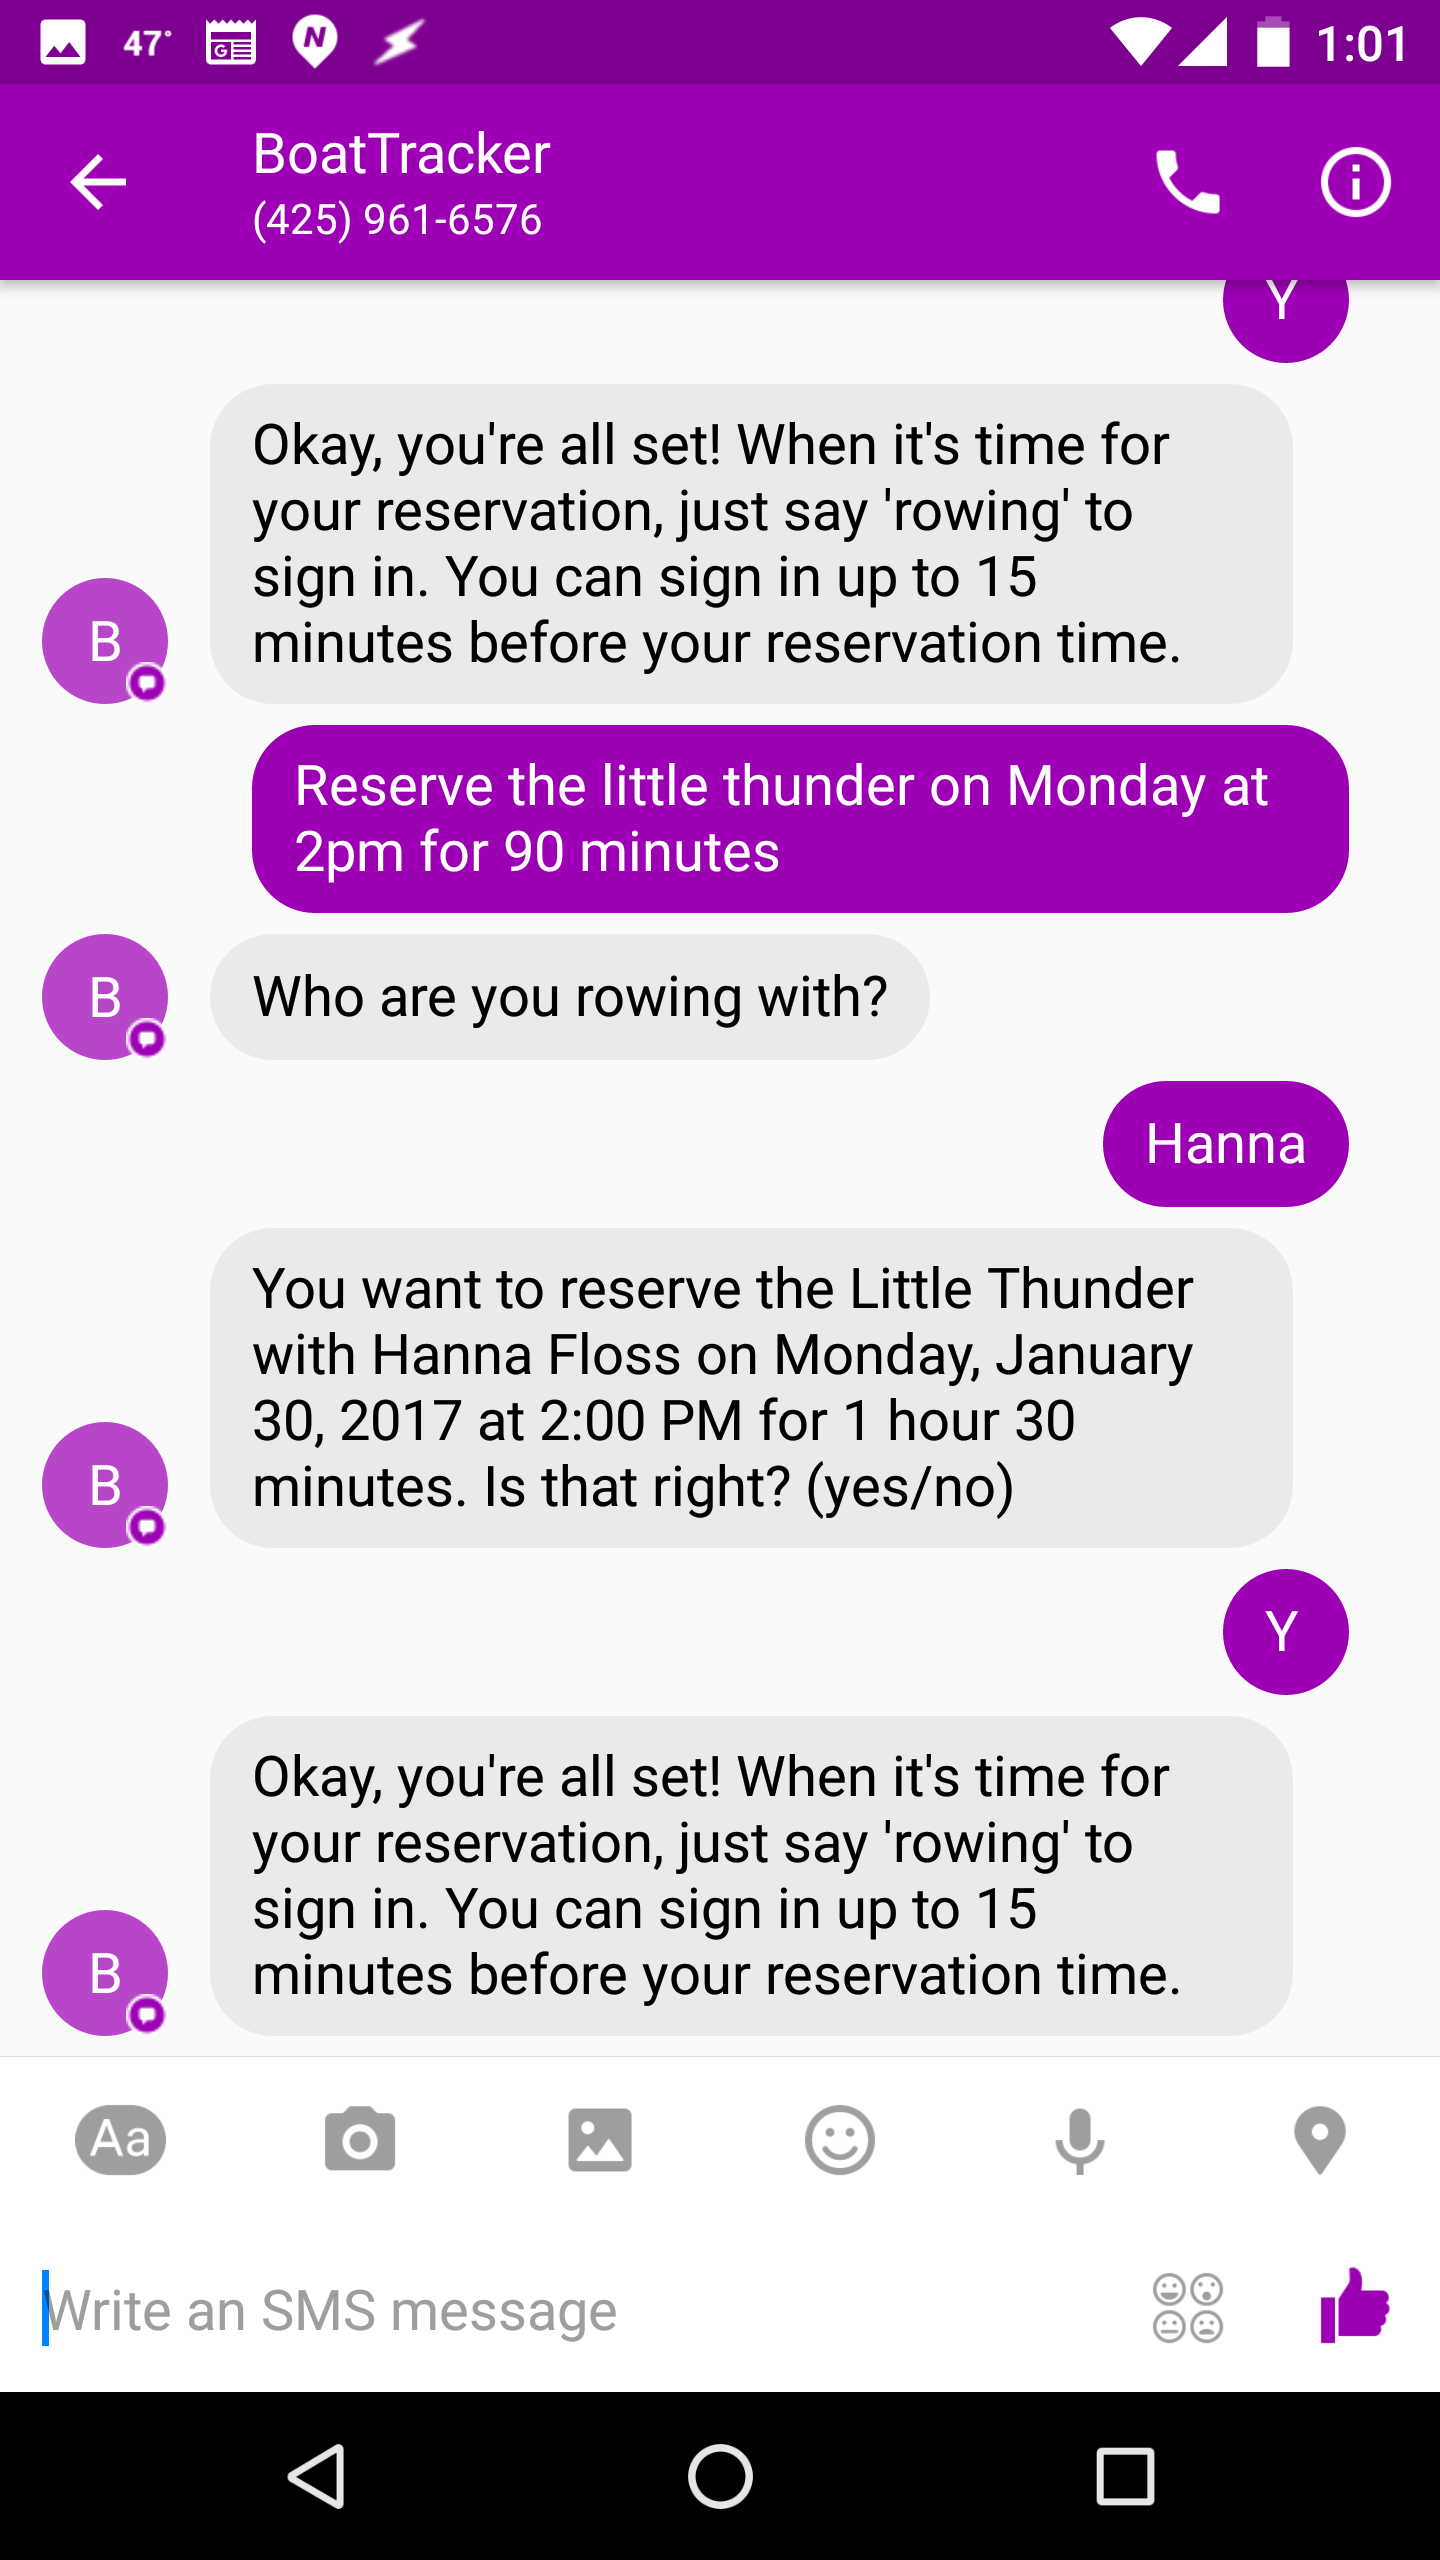 47° G N 1:01
BoatTracker
(425) 961-6576
Y
Okay, you're all set! When it's time for
your reservation, just say 'rowing' to
sign in. You can sign in up to 15
minutes before your reservation time.
B
Reserve the little thunder on Monday at
2pm for 90 minutes
B
Who are you rowing with?
Hanna
You want to reserve the Little Thunder
with Hanna Floss on Monday, January
30, 2017 at 2:00 PM for 1 hour 30
minutes. Is that right? (yes/no)
B
Y
Okay, you're all set! When it's time for
your reservation, just say 'rowing' to
sign in. You can sign in up to 15
minutes before your reservation time.
B
Aa
Write an SMS message